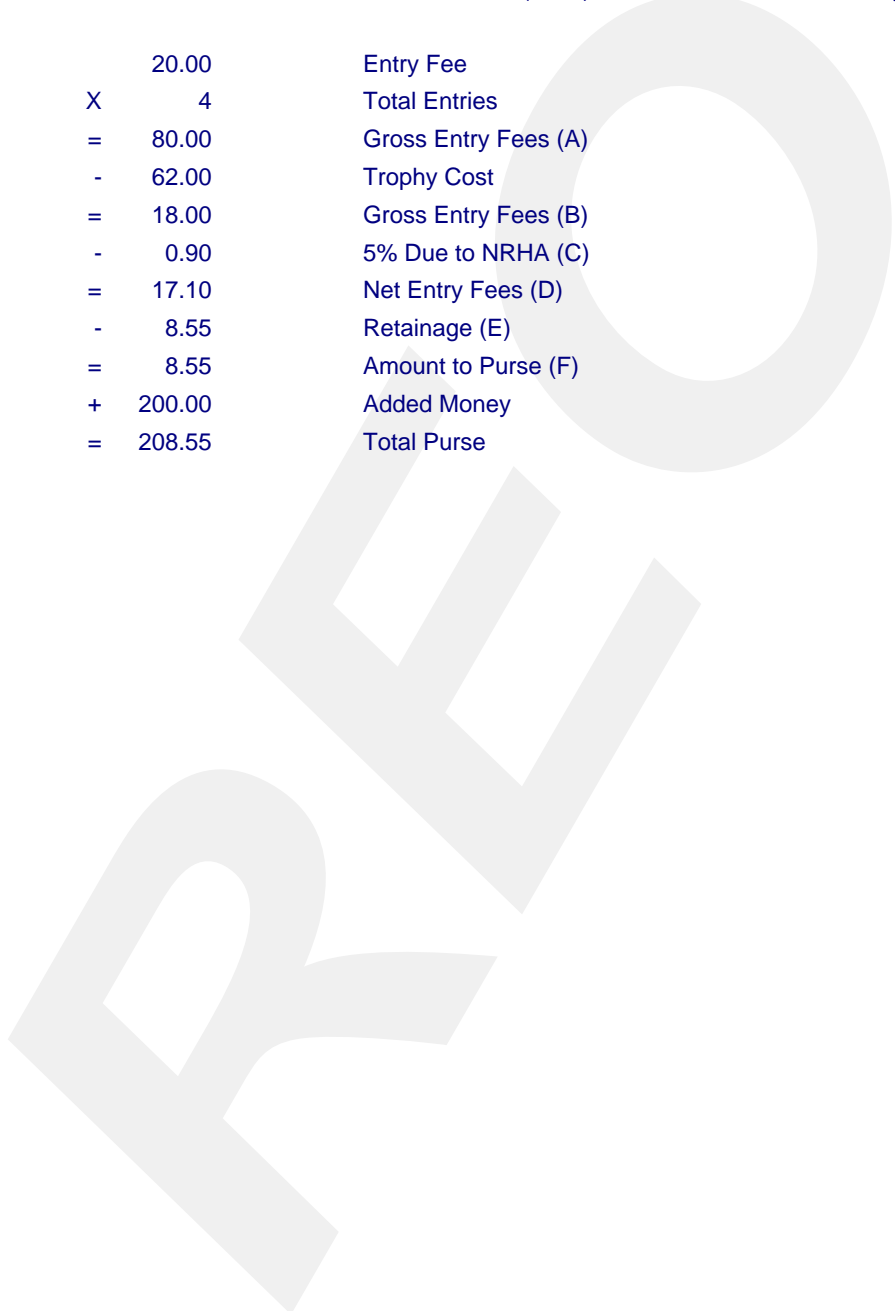 20.00 Entry Fee
X 4 Total Entries
= 80.00 Gross Entry Fees (A)
- 62.00 Trophy Cost
= 18.00 Gross Entry Fees (B)
- 0.90 5% Due to NRHA (C)
= 17.10 Net Entry Fees (D)
- 8.55 Retainage (E)
= 8.55 Amount to Purse (F)
+ 200.00 Added Money
= 208.55 Total Purse
REO